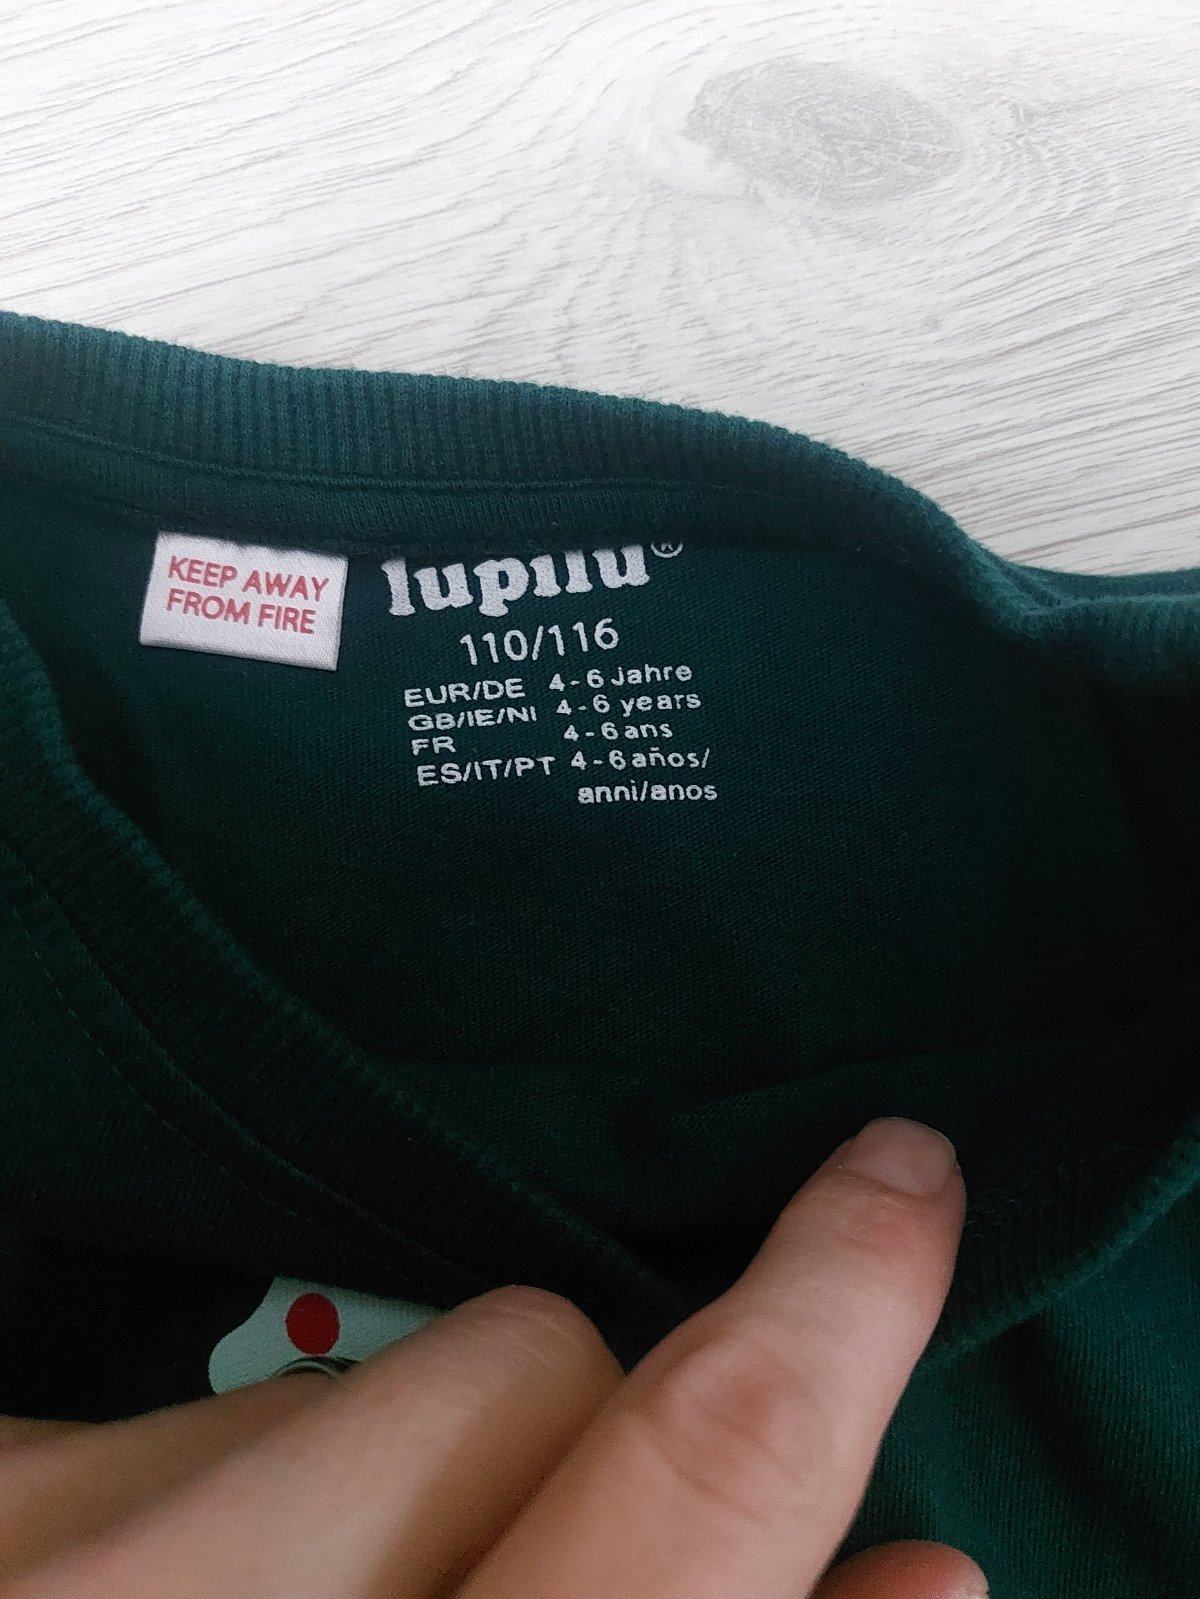 KEEP AWAY
FROM FIRE
lupilu®
110/116
EUR/DE 4-6 Jahre
GB/IE/NI 4-6 years
FR 4-6 ans
ES/IT/PT 4-6 años/
anni/anos